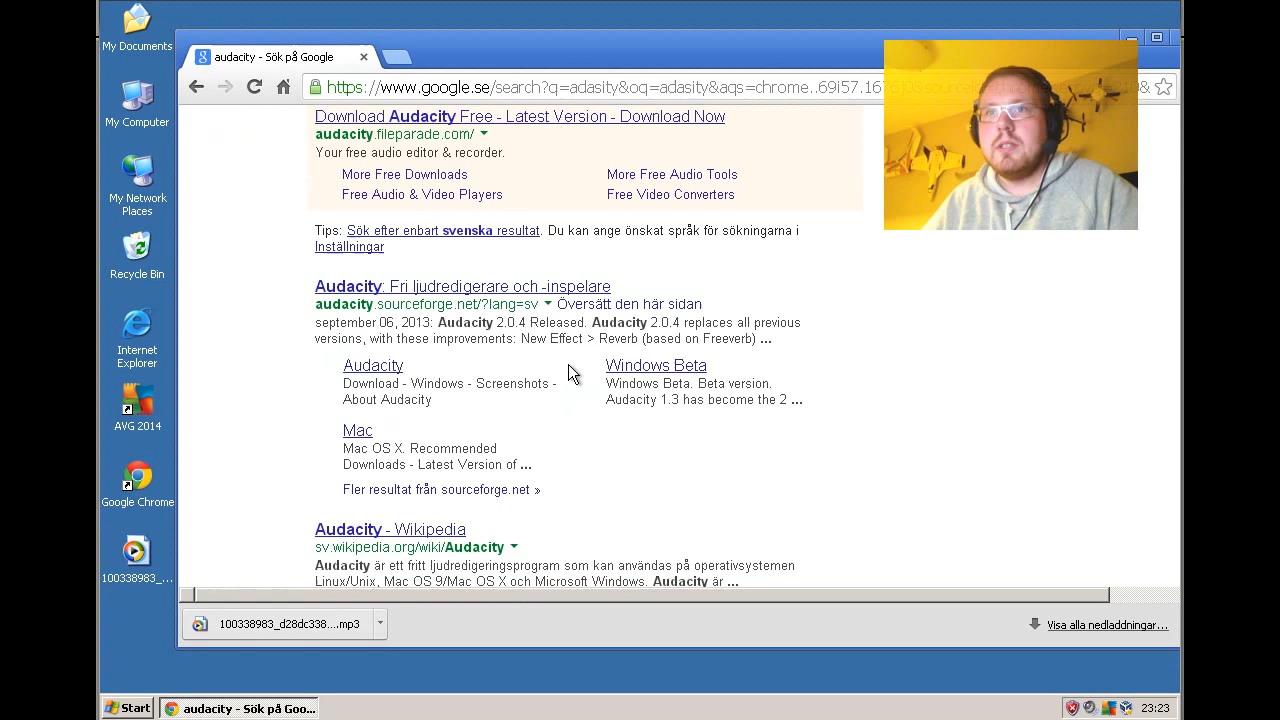 My Documents
My Computer
My Network
Places
Recycle Bin
Internet
Explorer
AVG 2014
Google Chrome
100338983_...
audacity - Sök på Google
https://www.google.se/search?q=adasity&oq=adasity&aqs=chrome..69i57.
Download Audacity Free - Latest Version - Download Now
audacity.fileparade.com/
Your free audio editor & recorder.
More Free Downloads
More Free Audio Tools
Free Audio & Video Players
Free Video Converters
Tips: Sök efter enbart svenska resultat. Du kan ange önskat språk för sökningarna i
Inställningar
Audacity: Fri ljudredigerare och -inspelare
audacity.sourceforge.net/?lang=sv Översätt den här sidan
september 06, 2013: Audacity 2.0.4 Released. Audacity 2.0.4 replaces all previous
versions, with these improvements: New Effect > Reverb (based on Freeverb) ...
Audacity
Download - Windows - Screenshots -
About Audacity
Windows Beta
Windows Beta. Beta version.
Audacity 1.3 has become the 2 ...
Mac
Mac OS X. Recommended
Downloads - Latest Version of ...
Fler resultat från sourceforge.net »
Audacity - Wikipedia
sv.wikipedia.org/wiki/Audacity
Audacity är ett fritt ljudredigeringsprogram som kan användas på operativsystemen
Linux/Unix, Mac OS 9/Mac OS X och Microsoft Windows. Audacity är ...
100338983_d28dc338....mp3
Visa alla nedladdningar...
Start
audacity - Sök på Goo...
23:23